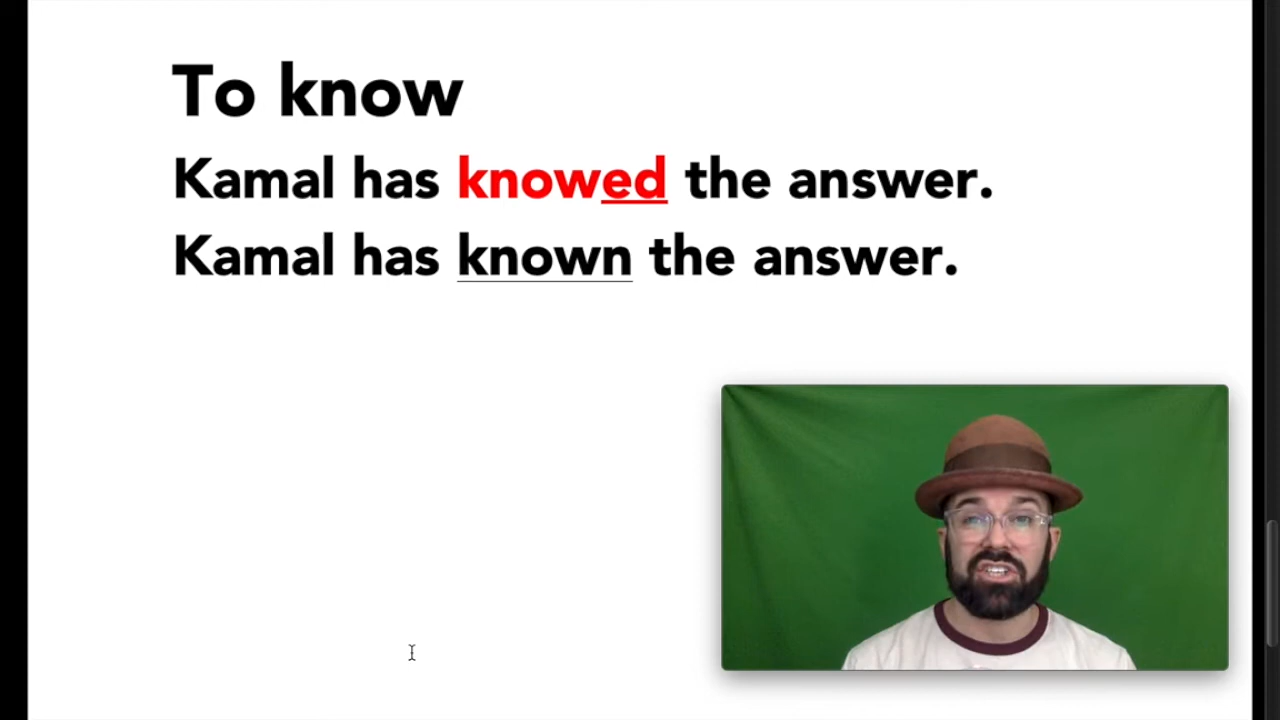 To know
Kamal has knowed the answer.
Kamal has known the answer.